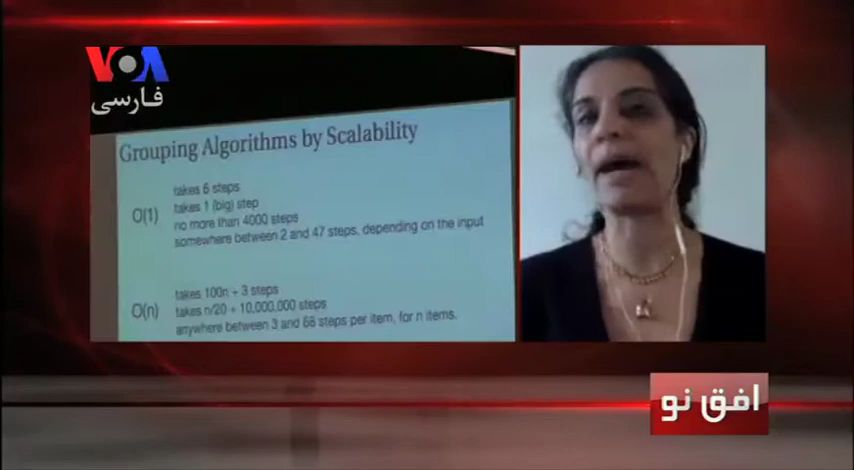 VOA
فارسی
Grouping Algorithms by Scalability
takes 6 steps
O(1)
takes 1 (big) step
no more than 4000 steps
somewhere between 2 and 47 steps, depending on the input
takes 100n + 3 steps
O(n)
takes n/20 + 10,000,000 steps
anywhere between 3 and 68 steps per item, for n items.
افق نو